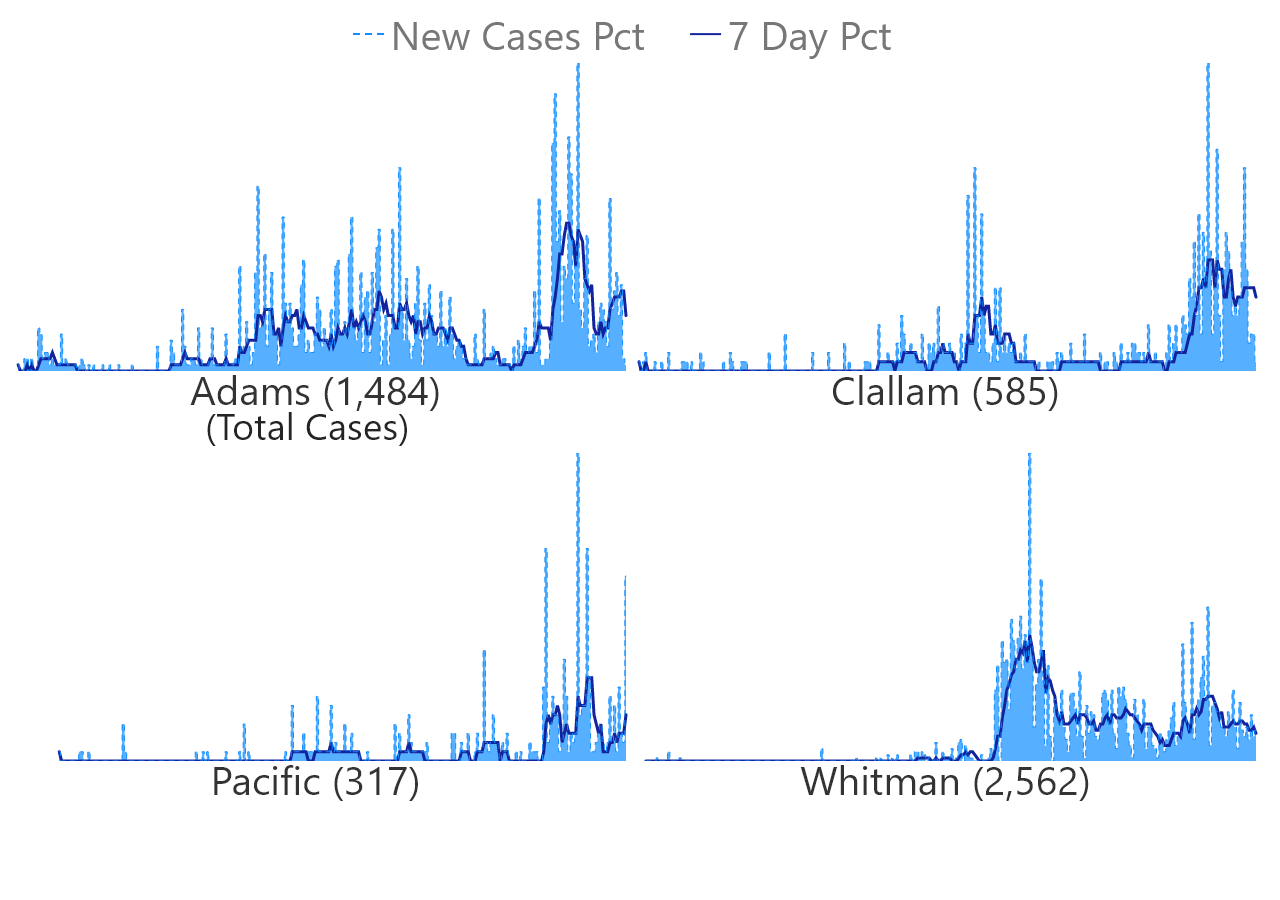 New Cases Pct 7 Day Pct
Adams (1,484) Clallam (585)
(Total Cases)
Pacific (317) Whitman (2,562)